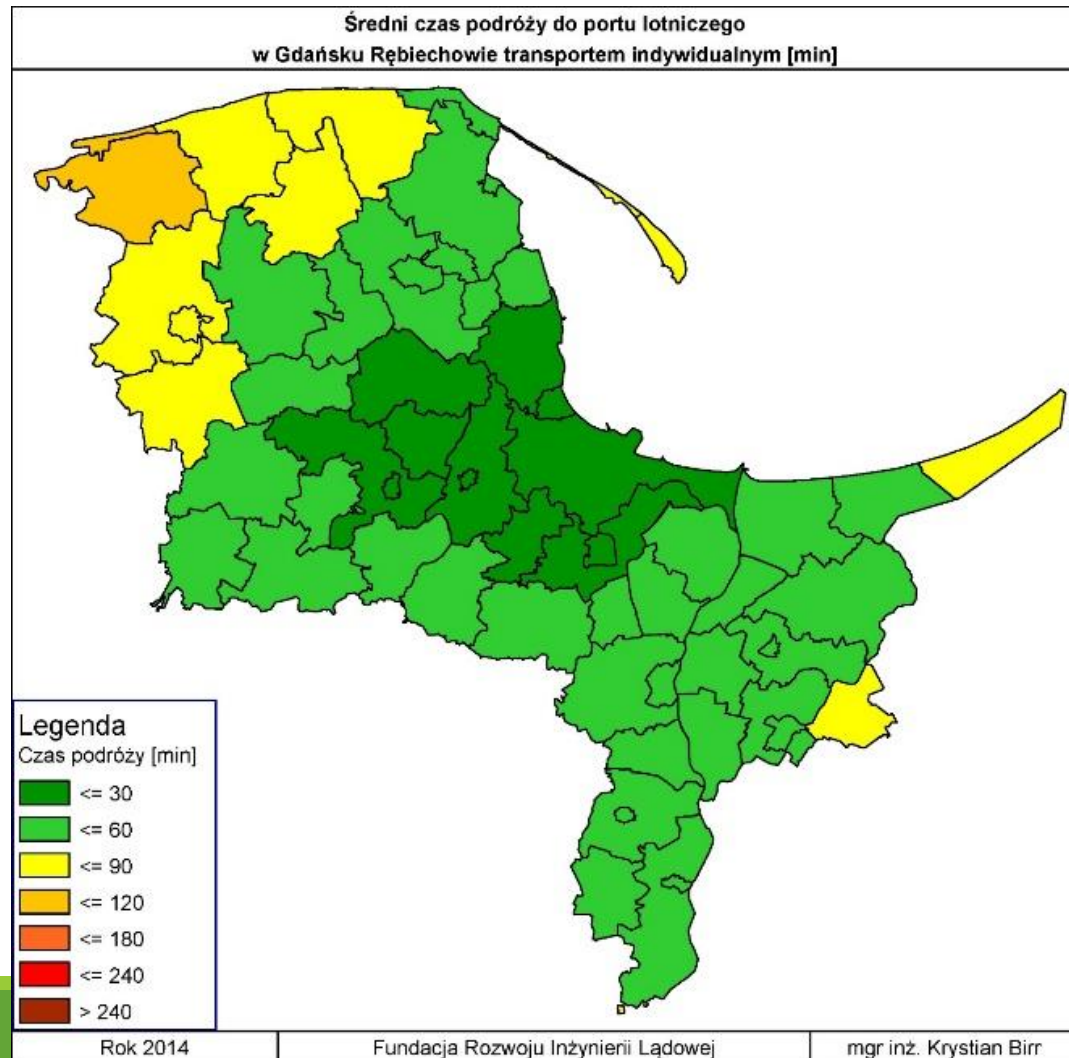 Średni czas podróży do portu lotniczego
w Gdańsku Rębiechowie transportem indywidualnym [min]
Legenda
Czas podróży [min]
<= 30
<= 60
<= 90
<= 120
<= 180
<= 240
> 240
Rok 2014
Fundacja Rozwoju Inżynierii Lądowej
mgr inż. Krystian Birr